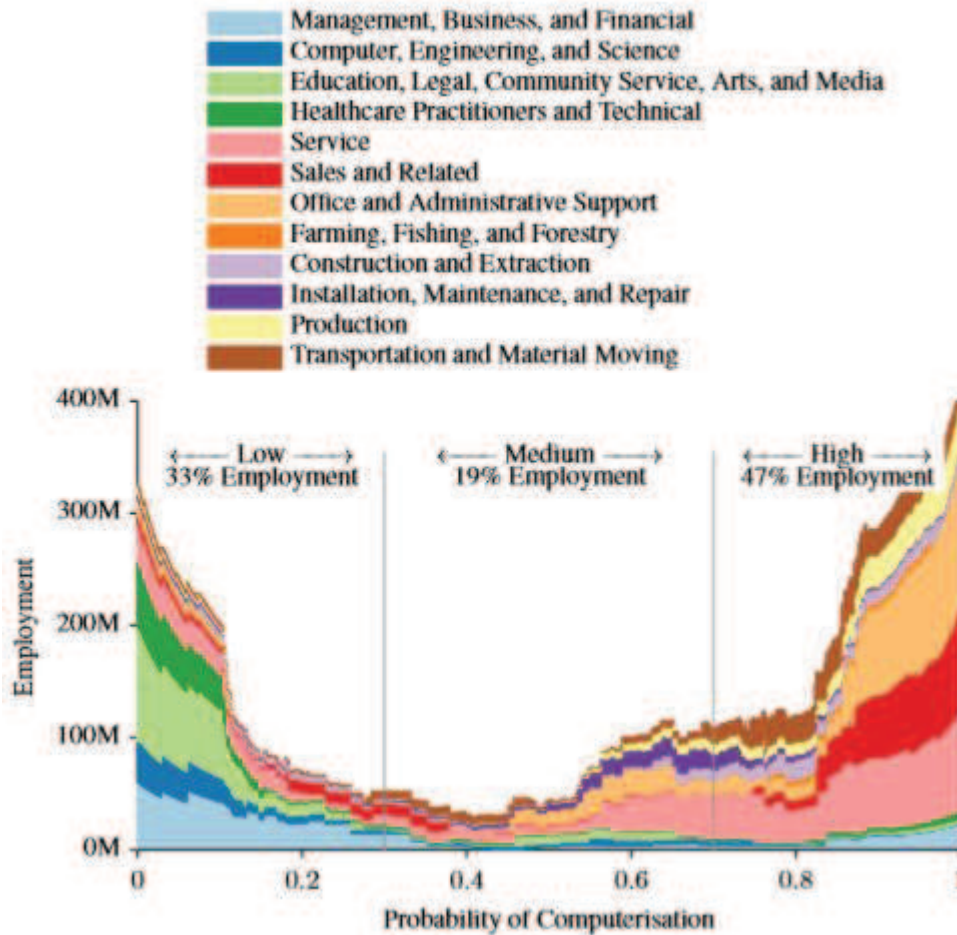 Management, Business, and Financial
Computer, Engineering, and Science
Education, Legal, Community Service, Arts, and Media
Healthcare Practitioners and Technical
Service
Sales and Related
Office and Administrative Support
Farming, Fishing, and Forestry
Construction and Extraction
Installation, Maintenance, and Repair
Production
Transportation and Material Moving
400M
Low
33% Employment
Medium
19% Employment
High
47% Employment
300M
200M
100M
0M
Employment
0 0.2 0.4 0.6 0.8 1
Probability of Computerisation